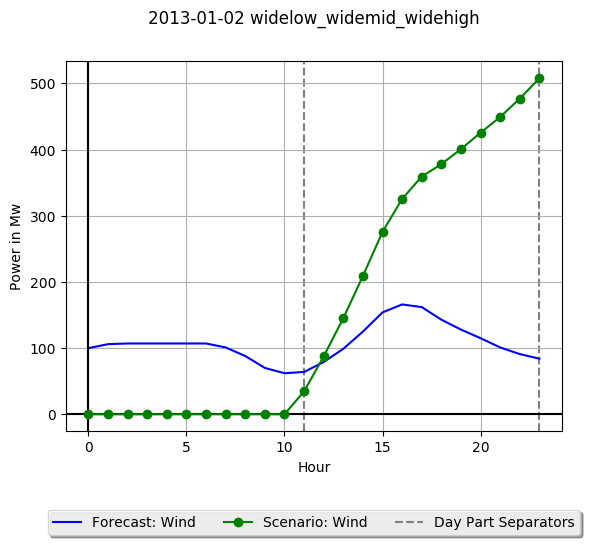 2013-01-02 widelow_widemid_widehigh
500
400
300
200
100
0
Power in Mw
0 5 10 15 20
Hour
Forecast: Wind Scenario: Wind Day Part Separators